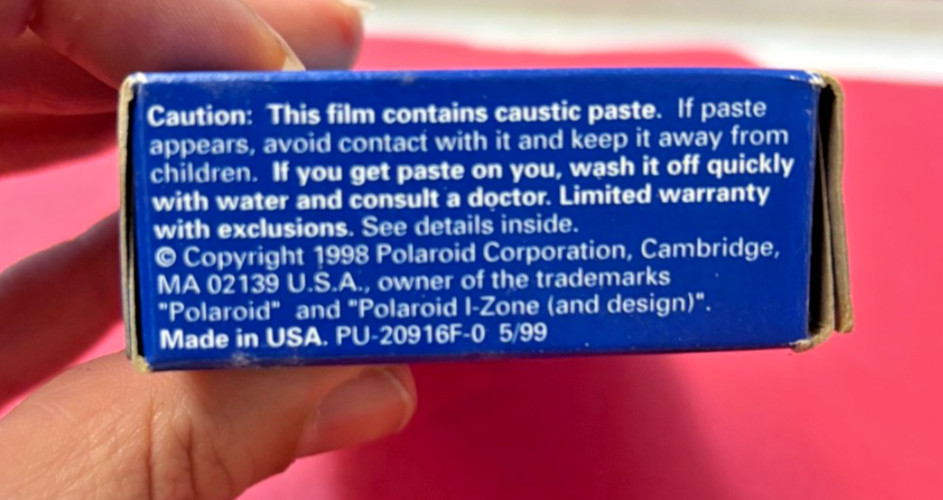 Caution: This film contains caustic paste. If paste
appears, avoid contact with it and keep it away from
children. If you get paste on you, wash it off quickly
with water and consult a doctor. Limited warranty
with exclusions. See details inside.
© Copyright 1998 Polaroid Corporation, Cambridge,
MA 02139 U.S.A., owner of the trademarks
"Polaroid" and "Polaroid I-Zone (and design)".
Made in USA. PU-20916F-0 5/99